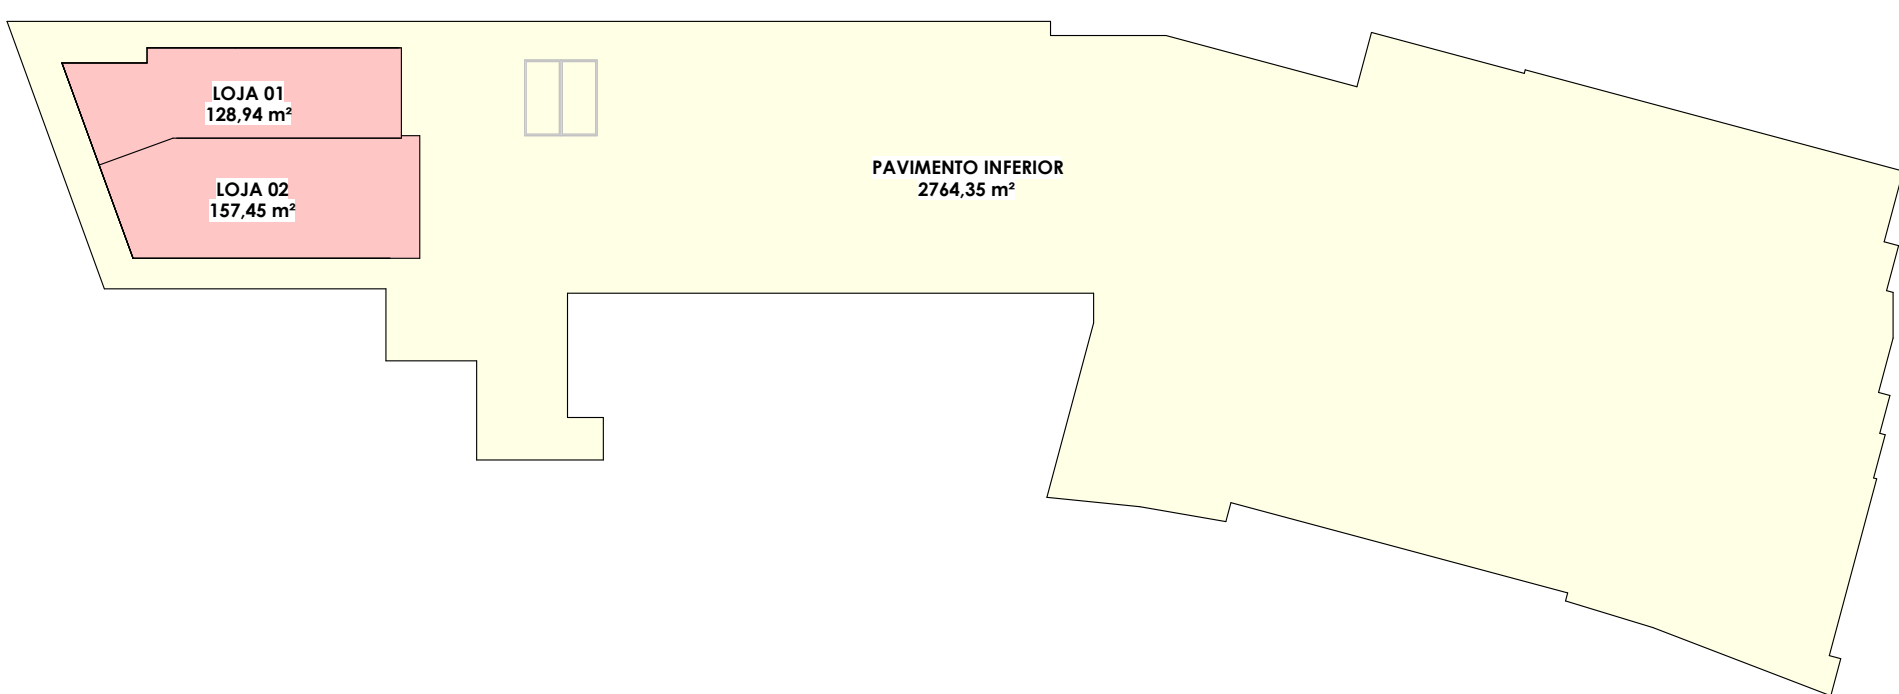 LOJA 01
128,94 m²
LOJA 02
157,45 m²
PAVIMENTO INFERIOR
2764,35 m²